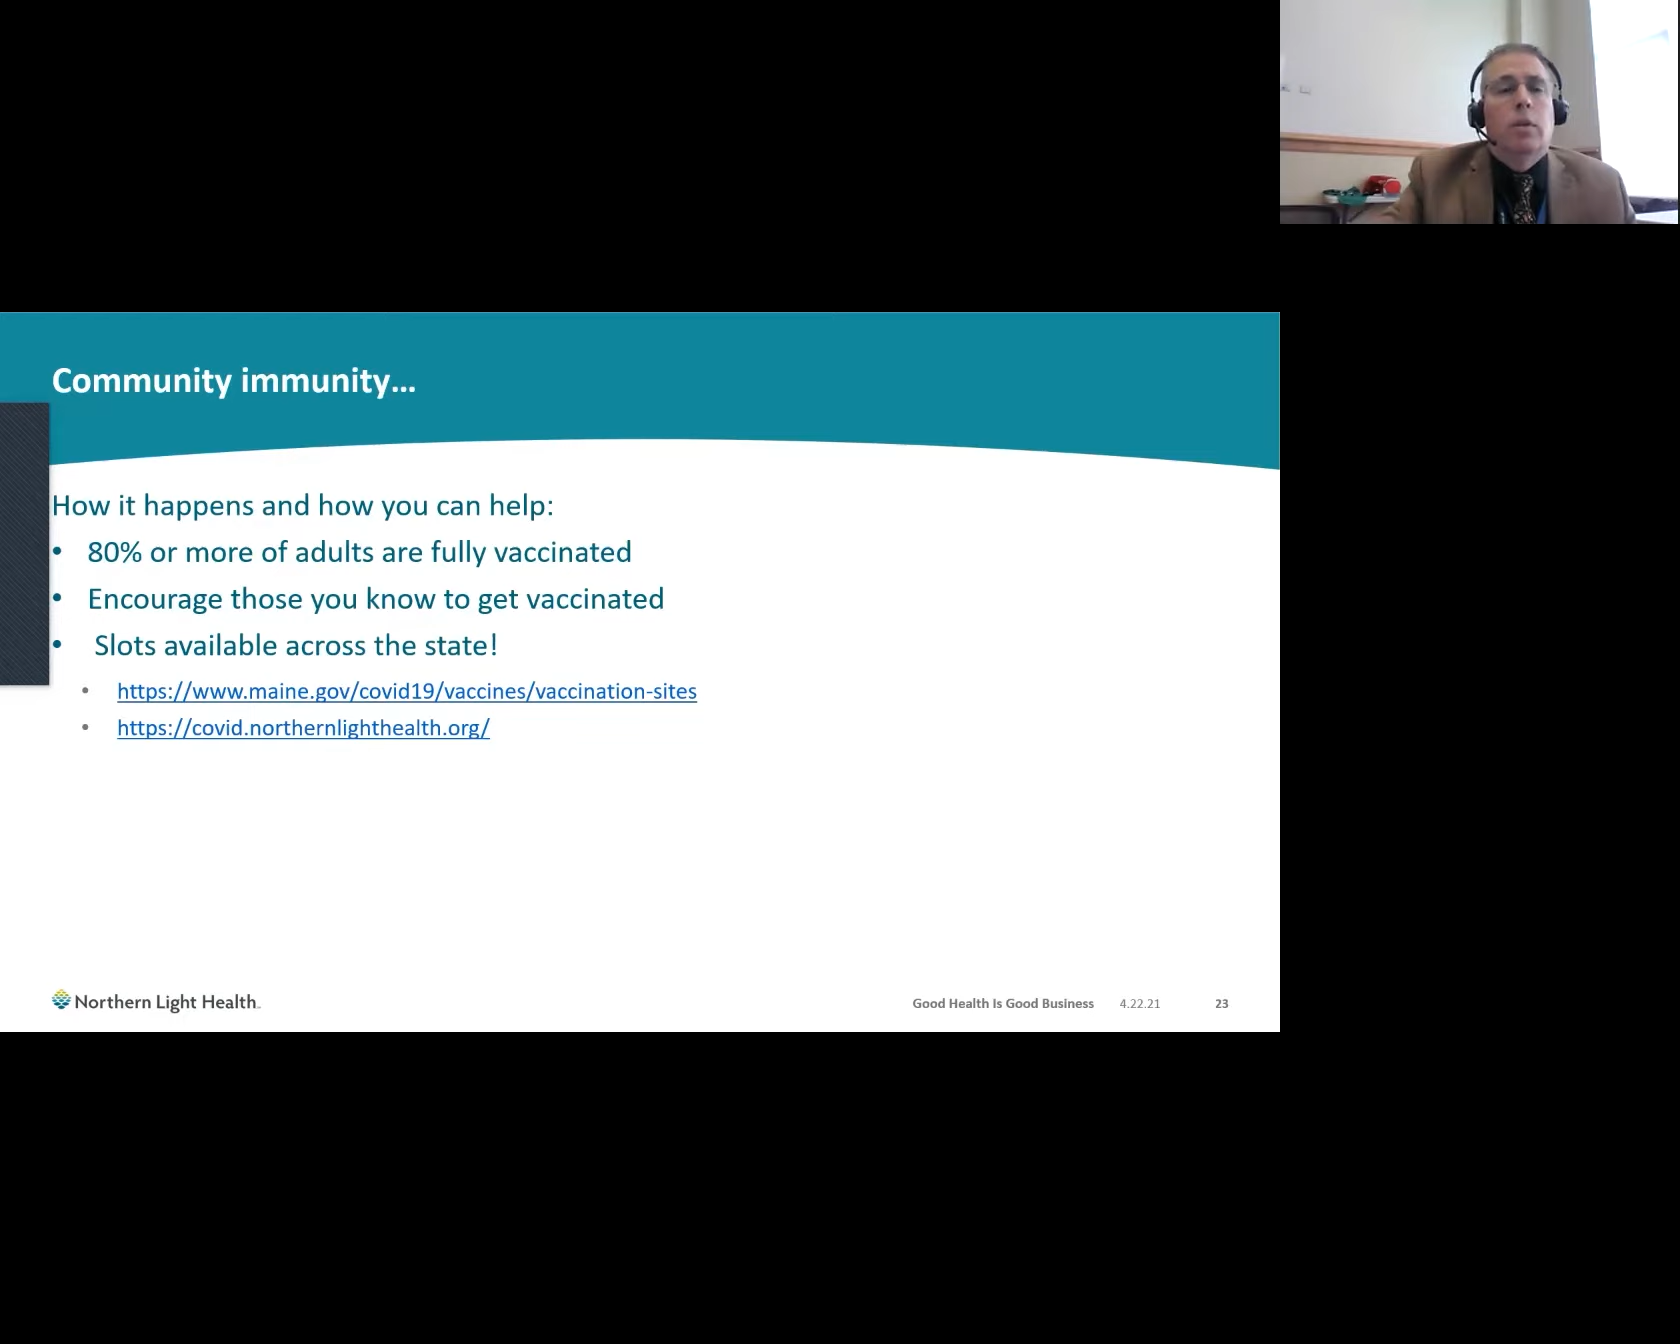 Community immunity...
How it happens and how you can help:
• 80% or more of adults are fully vaccinated
• Encourage those you know to get vaccinated
• Slots available across the state!
• https://www.maine.gov/covid19/vaccines/vaccination-sites
• https://covid.northernlighthealth.org/
Northern Light Health
Good Health Is Good Business 4.22.21 23